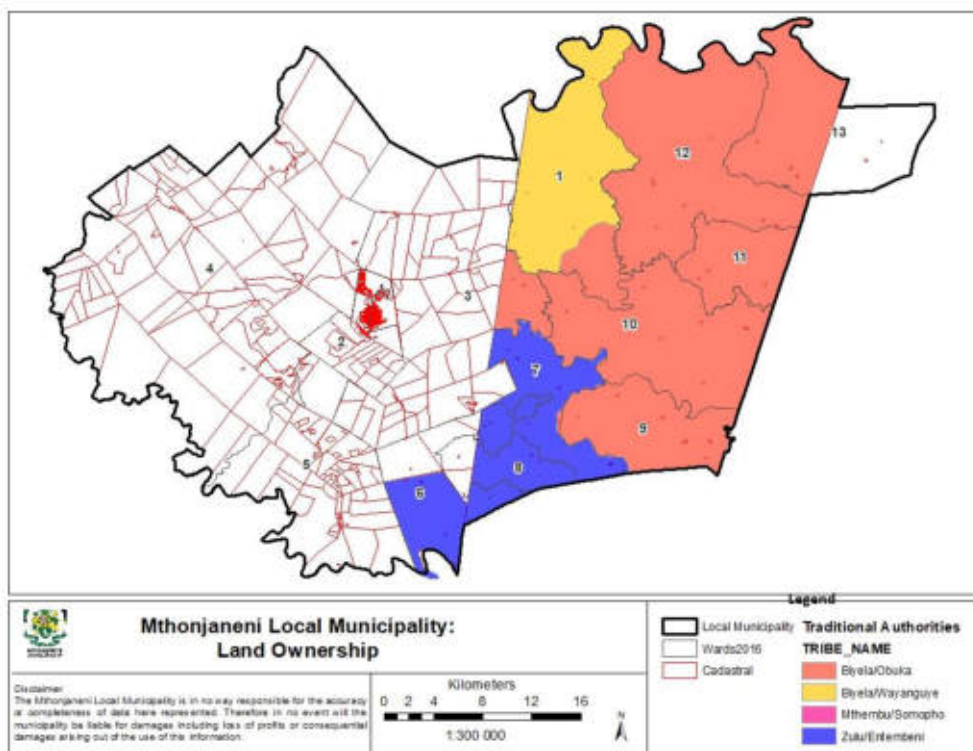 13
12
1
11
4
3
10
2
7
9
5
8
6
Mthonjaneni Local Municipality:
Land Ownership
Disclaimer
The Mthonjaneni Local Municipality is in no way responsible for the accuracy
or completeness of data here represented. Therefore in no event will the
municipality be liable for damages including loss of profits or consequential
damages arising out of the use of the information.
Kilometers
0 2 4 8 12 16
1:300 000
N
Legend
Local Municipality
Wards2016
Cadastral
Traditional Authorities
TRIBE_NAME
Biyela/Obuka
Biyela/Wayanguye
Mthembu/Somopho
Zulu/Entembeni